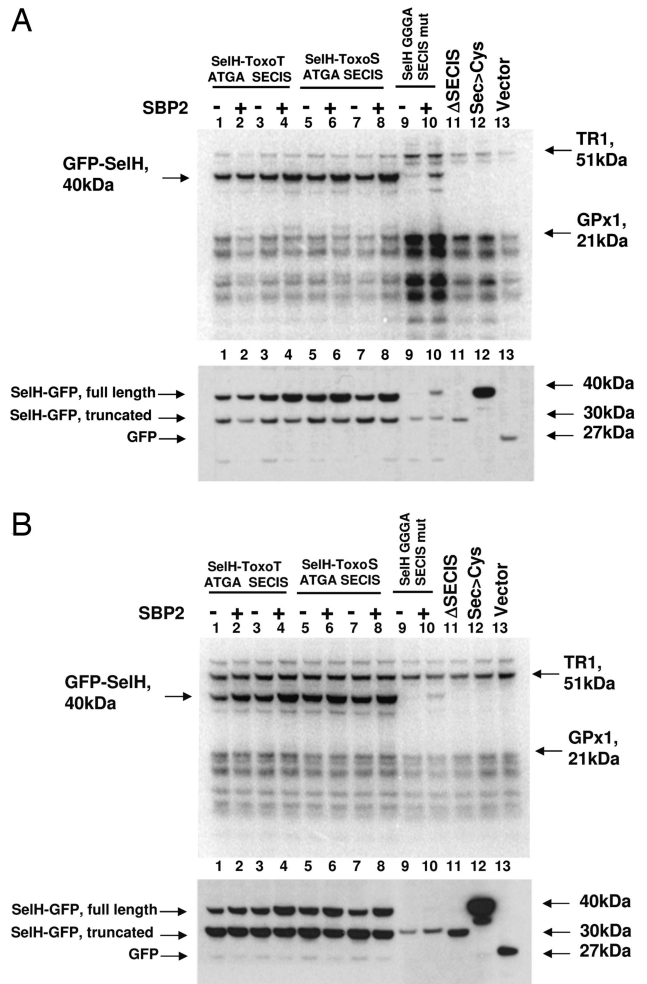 A
SelH-ToxoT
ATGA SECIS
SelH-ToxoS
ATGA SECIS
SelH GGGA
SECIS mut
ΔSECIS
Sec>Cys
Vector
SBP2
- + - + - + - + - +
1 2 3 4 5 6 7 8 9 10 11 12 13
GFP-SelH,
40kDa
TR1,
51kDa
GPx1,
21kDa
1 2 3 4 5 6 7 8 9 10 11 12 13
SelH-GFP, full length
SelH-GFP, truncated
GFP
40kDa
30kDa
27kDa
B
SelH-ToxoT
ATGA SECIS
SelH-ToxoS
ATGA SECIS
SelH GGGA
SECIS mut
ΔSECIS
Sec>Cys
Vector
SBP2
- + - + - + - + - +
1 2 3 4 5 6 7 8 9 10 11 12 13
GFP-SelH,
40kDa
TR1,
51kDa
GPx1,
21kDa
1 2 3 4 5 6 7 8 9 10 11 12 13
SelH-GFP, full length
SelH-GFP, truncated
GFP
40kDa
30kDa
27kDa